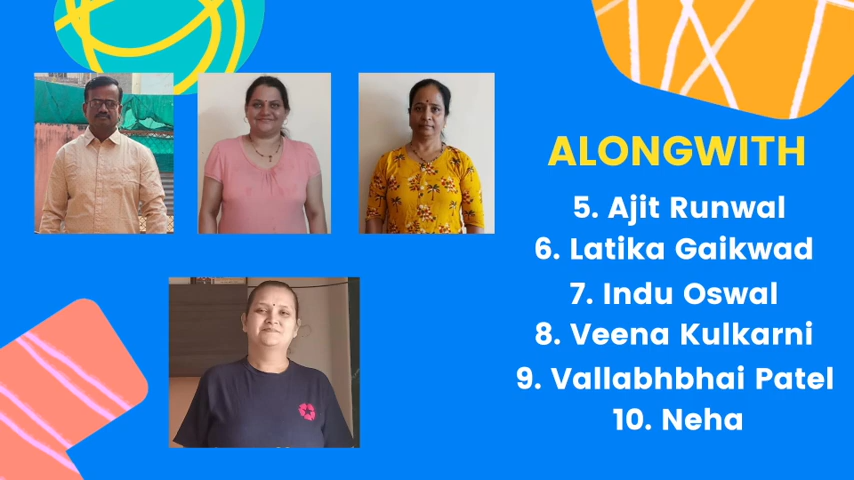 ALONGWITH
5. Ajit Runwal
6. Latika Gaikwad
7. Indu Oswal
8. Veena Kulkarni
9. Vallabhbhai Patel
10. Neha